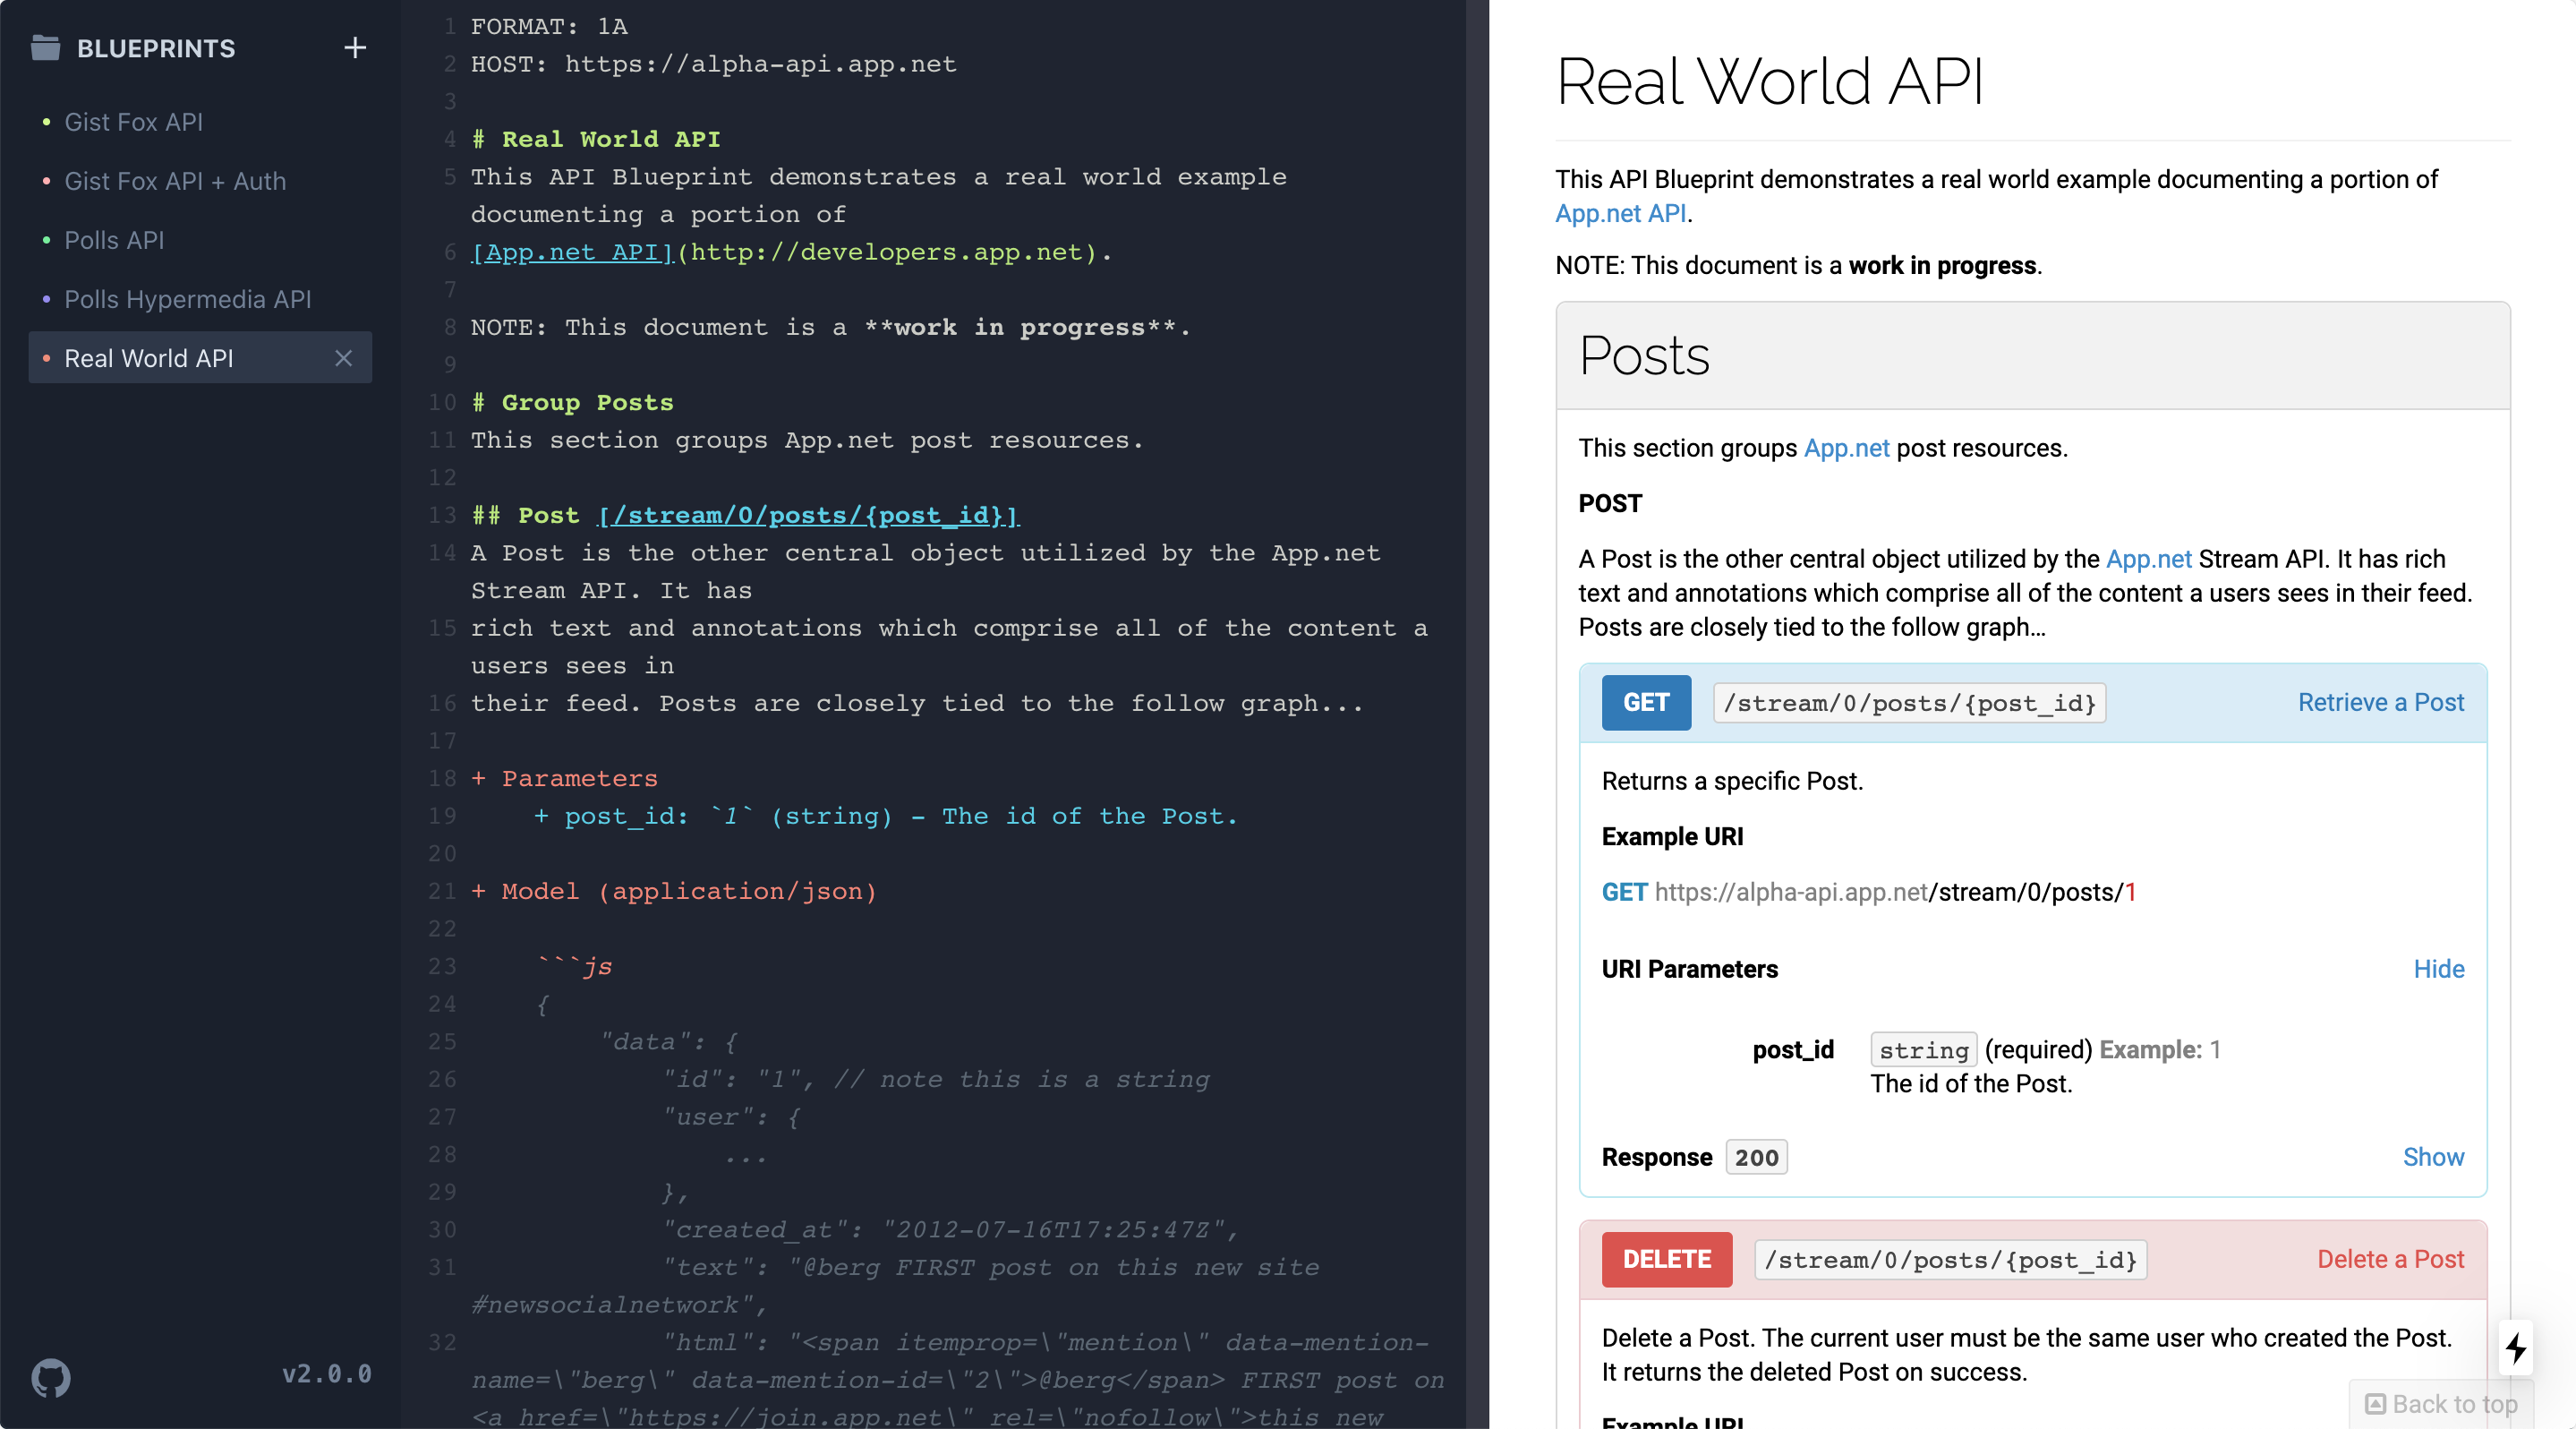 BLUEPRINTS
Gist Fox API
Gist Fox API + Auth
Polls API
Polls Hypermedia API
Real World API
v2.0.0
1 FORMAT: 1A
2 HOST: https://alpha-api.app.net
3
4 # Real World API
5 This API Blueprint demonstrates a real world example
documenting a portion of
6 [App.net API](http://developers.app.net).
7
8 NOTE: This document is a **work in progress**.
9
10 # Group Posts
11 This section groups App.net post resources.
12
13 ## Post [/stream/0/posts/{post_id}]
14 A Post is the other central object utilized by the App.net
Stream API. It has
15 rich text and annotations which comprise all of the content a
users sees in
16 their feed. Posts are closely tied to the follow graph...
17
18 + Parameters
19 + post_id: `1` (string) - The id of the Post.
20
21 + Model (application/json)
22
23 ```js
24 {
25 "data": {
26 "id": "1", // note this is a string
27 "user": {
28 ...
29 },
30 "created_at": "2012-07-16T17:25:47Z",
31 "text": "@berg FIRST post on this new site
#newsocialnetwork",
32 "html": "<span itemprop=\"mention\" data-mention-
name=\"berg\" data-mention-id=\"2\">@berg</span> FIRST post on
<a href=\"https://join.app.net\" rel=\"nofollow\">this new
Real World API
This API Blueprint demonstrates a real world example documenting a portion of
App.net API.
NOTE: This document is a work in progress.
Posts
This section groups App.net post resources.
POST
A Post is the other central object utilized by the App.net Stream API. It has rich
text and annotations which comprise all of the content a users sees in their feed.
Posts are closely tied to the follow graph…
GET /stream/0/posts/{post_id} Retrieve a Post
Returns a specific Post.
Example URI
GET https://alpha-api.app.net/stream/0/posts/1
URI Parameters Hide
post_id string (required) Example: 1
The id of the Post.
Response 200 Show
DELETE /stream/0/posts/{post_id} Delete a Post
Delete a Post. The current user must be the same user who created the Post.
It returns the deleted Post on success.
Example URI
Back to top